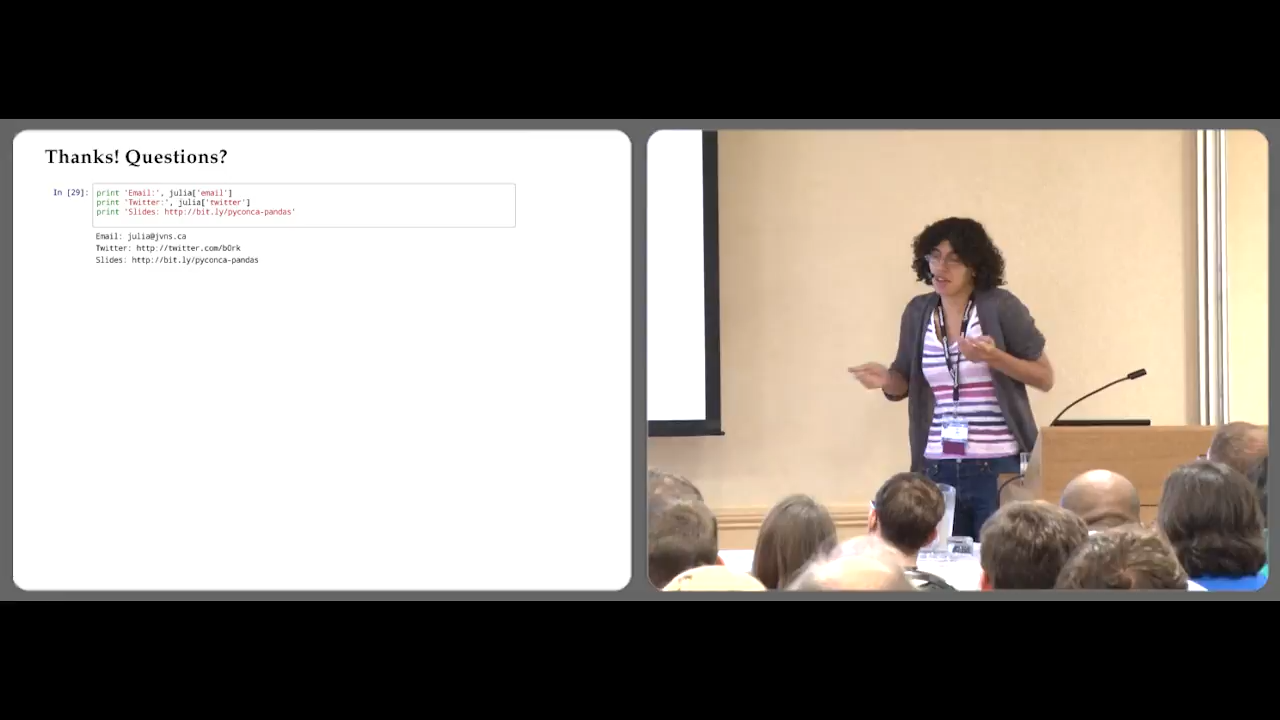 Thanks! Questions?
In [29]:
print 'Email:', julia['email']
print 'Twitter:', julia['twitter']
print 'Slides: http://bit.ly/pyconca-pandas'
Email: julia@jvns.ca
Twitter: http://twitter.com/b0rk
Slides: http://bit.ly/pyconca-pandas